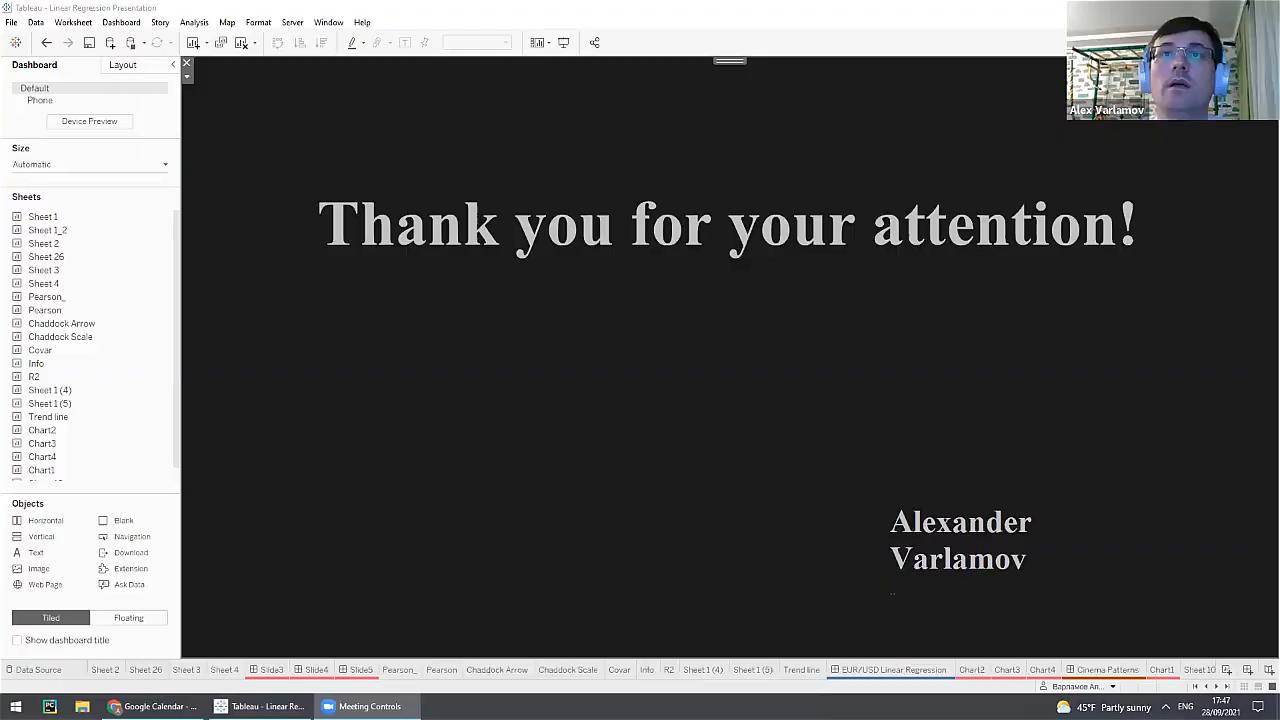 Tableau - Linear Regression Presentation
File Data Worksheet Dashboard Story Analysis Map Format Server Window Help
Dashboard Layout
Default
Phone
Device Preview
Size
Automatic
Sheets
Sheet 1
Sheet 1_2
Sheet 2
Sheet 26
Sheet 3
Sheet 4
Pearson_
Pearson
Chaddock Arrow
Chaddock Scale
Covar
Info
R2
Sheet 1 (4)
Sheet 1 (5)
Trend line
Chart2
Chart3
Chart4
Chart1
Objects
Horizontal Blank
Vertical Navigation
Text Download
Image Extension
Web Page Ask Data
Tiled Floating
Show dashboard title
Thank you for your attention!
Alexander
Varlamov
Alex Varlamov
Data Source Sheet 2 Sheet 26 Sheet 3 Sheet 4 Slide3 Slide4 Slide5 Pearson_ Pearson Chaddock Arrow Chaddock Scale Covar Info R2 Sheet 1 (4) Sheet 1 (5) Trend line EUR/USD Linear Regression Chart2 Chart3 Chart4 Cinema Patterns Chart1 Sheet 10
Варламов Ал...
Google Calendar - ... Tableau - Linear Re... Meeting Controls 45°F Partly sunny ENG 17:47
28/09/2021